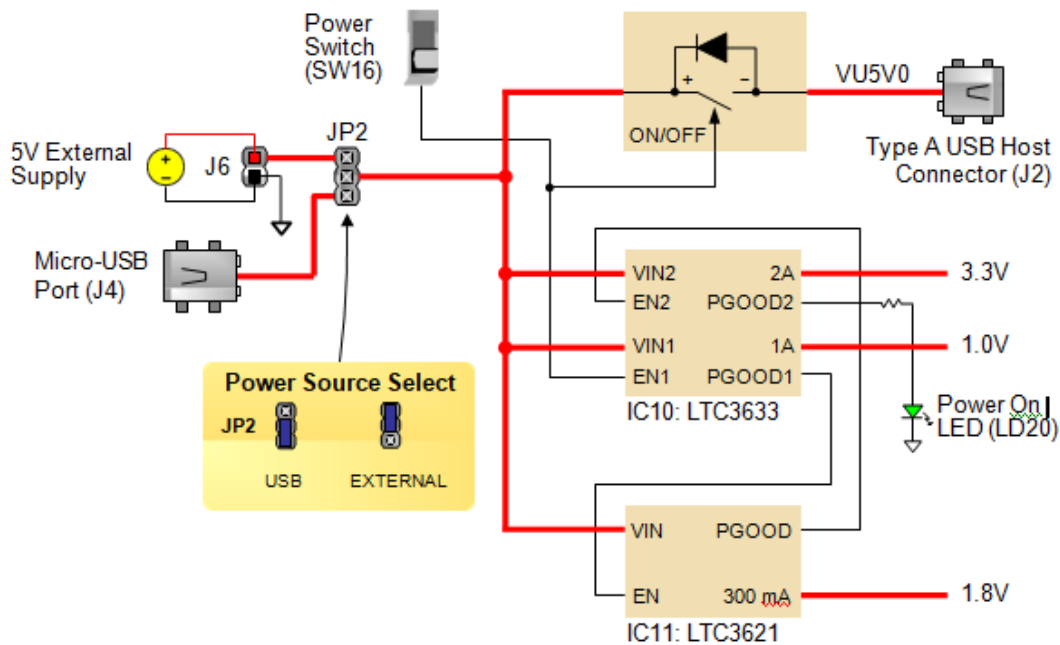 Power
Switch
(SW16)
VU5V0
+
−
ON/OFF
Type A USB Host
Connector (J2)
JP2
5V External
Supply
+
−
J6
Micro-USB
Port (J4)
VIN2
2A
3.3V
EN2
PGOOD2
VIN1
1A
1.0V
EN1
PGOOD1
IC10: LTC3633
Power On
LED (LD20)
Power Source Select
JP2
USB
EXTERNAL
VIN
PGOOD
EN
300 mA
1.8V
IC11: LTC3621